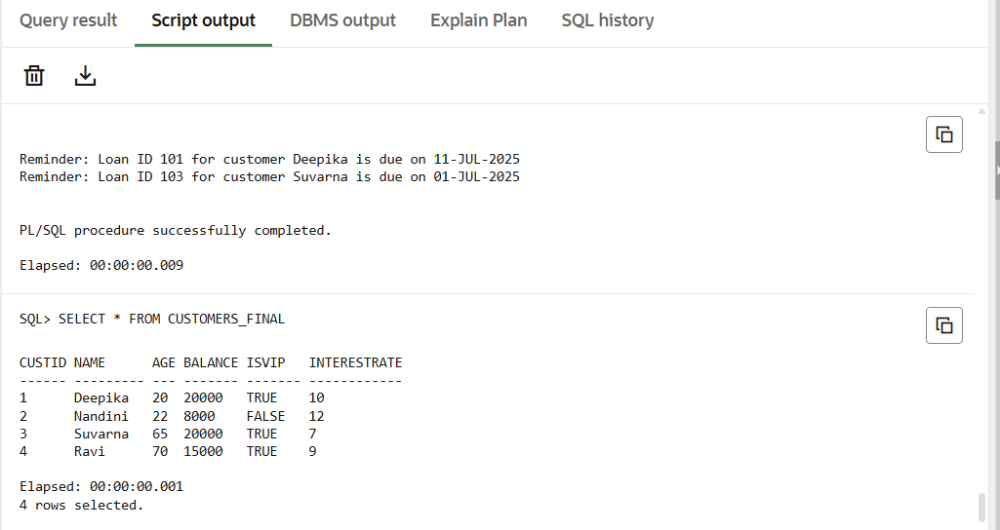 Query result Script output DBMS output Explain Plan SQL history
Reminder: Loan ID 101 for customer Deepika is due on 11-JUL-2025
Reminder: Loan ID 103 for customer Suvarna is due on 01-JUL-2025
PL/SQL procedure successfully completed.
Elapsed: 00:00:00.009
SQL> SELECT * FROM CUSTOMERS_FINAL
CUSTID NAME      AGE BALANCE ISVIP   INTERESTRATE
------ --------- --- ------- ------- ------------
1      Deepika   20  20000   TRUE    10
2      Nandini   22  8000    FALSE   12
3      Suvarna   65  20000   TRUE    7
4      Ravi      70  15000   TRUE    9
Elapsed: 00:00:00.001
4 rows selected.